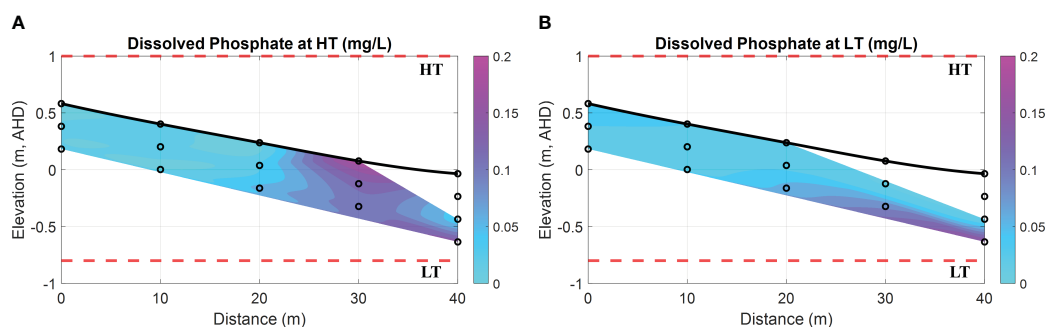 A
Dissolved Phosphate at HT (mg/L)
1
0.5
0
-0.5
-1
Elevation (m, AHD)
HT
LT
0 10 20 30 40
Distance (m)
0.2
0.15
0.1
0.05
0
B
Dissolved Phosphate at LT (mg/L)
1
0.5
0
-0.5
-1
Elevation (m, AHD)
HT
LT
0 10 20 30 40
Distance (m)
0.2
0.15
0.1
0.05
0